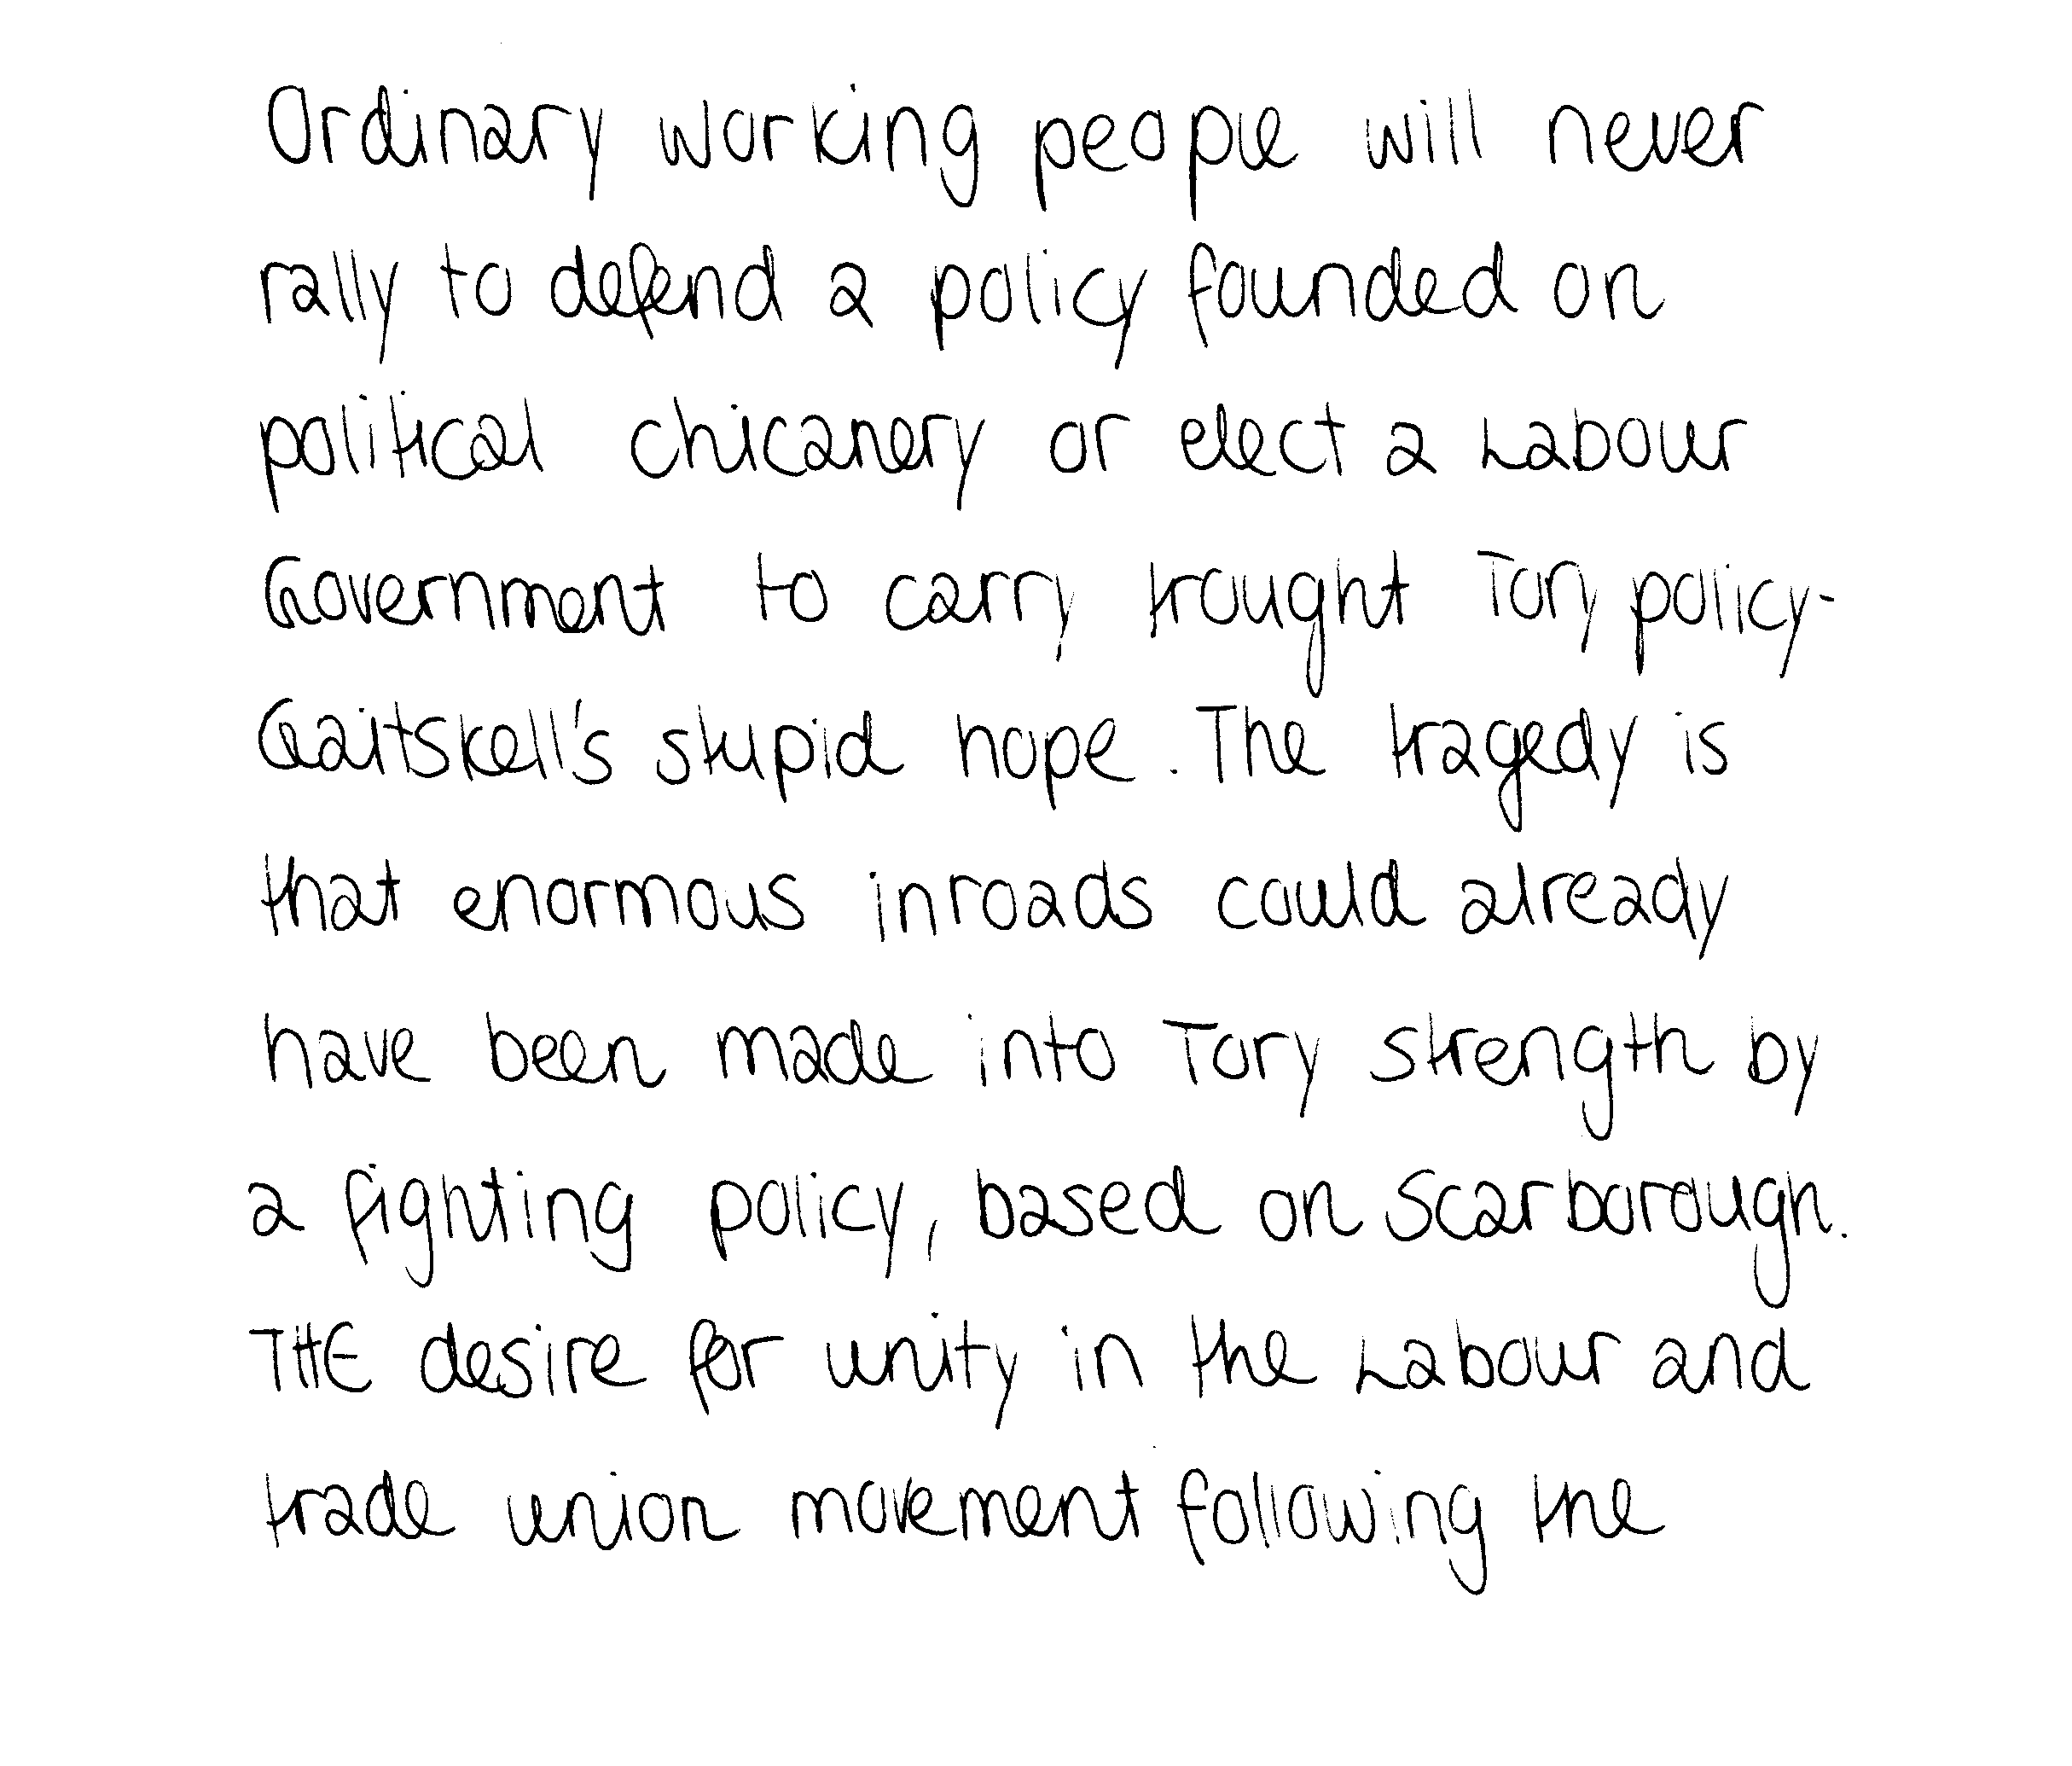 Ordinary working people will never
rally to defend a policy founded on
political chicanery or elect a Labour
Government to carry trought Tory policy-
Gaitskell's stupid hope. The tragedy is
that enormous inroads could already
have been made into Tory strength by
a fighting policy, based on Scarborough.
THE desire for unity in the Labour and
trade union movement following the